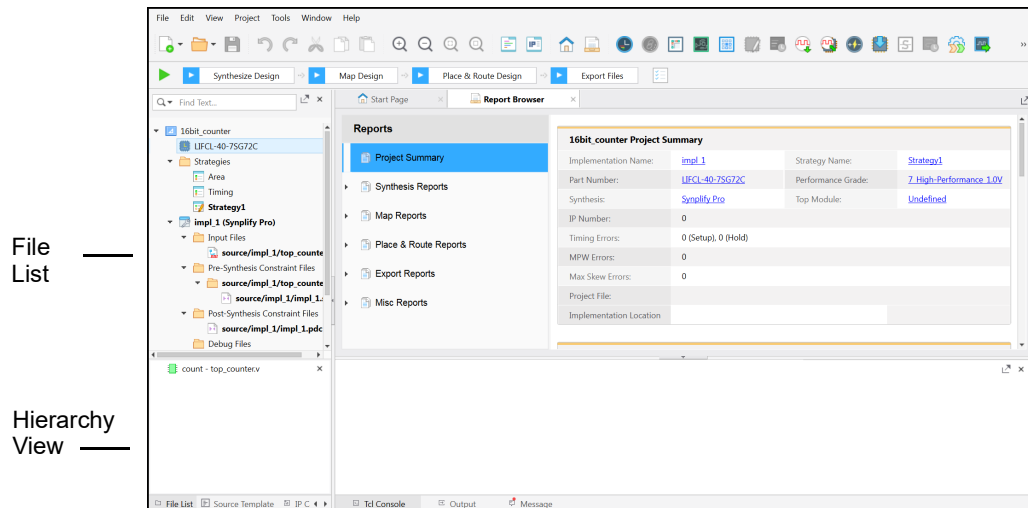 File Edit View Project Tools Window Help
Synthesize Design Map Design Place & Route Design Export Files
Find Text...
Start Page Report Browser
16bit_counter
LIFCL-40-7SG72C
Strategies
Area
Timing
Strategy1
impl_1 (Synplify Pro)
Input Files
source/impl_1/top_counte
Pre-Synthesis Constraint Files
source/impl_1/top_counte
source/impl_1/impl_1.
Post-Synthesis Constraint Files
source/impl_1/impl_1.pdc
Debug Files
File
List
Reports
Project Summary
Synthesis Reports
Map Reports
Place & Route Reports
Export Reports
Misc Reports
16bit_counter Project Summary
Implementation Name: impl_1 Strategy Name: Strategy1
Part Number: LIFCL-40-7SG72C Performance Grade: 7_High-Performance_1.0V
Synthesis: Synplify Pro Top Module: Undefined
IP Number: 0
Timing Errors: 0 (Setup), 0 (Hold)
MPW Errors: 0
Max Skew Errors: 0
Project File:
Implementation Location
count - top_counter.v
Hierarchy
View
File List Source Template IP C
Tcl Console Output Message